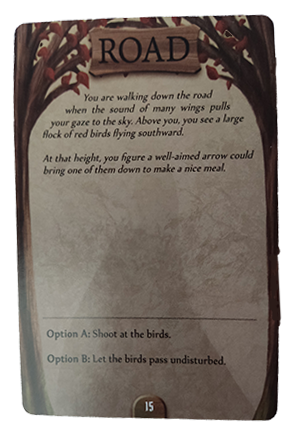 ROAD
You are walking down the road
when the sound of many wings pulls
your gaze to the sky. Above you, you see a large
flock of red birds flying southward.
At that height, you figure a well-aimed arrow could
bring one of them down to make a nice meal.
Option A: Shoot at the birds.
Option B: Let the birds pass undisturbed.
15